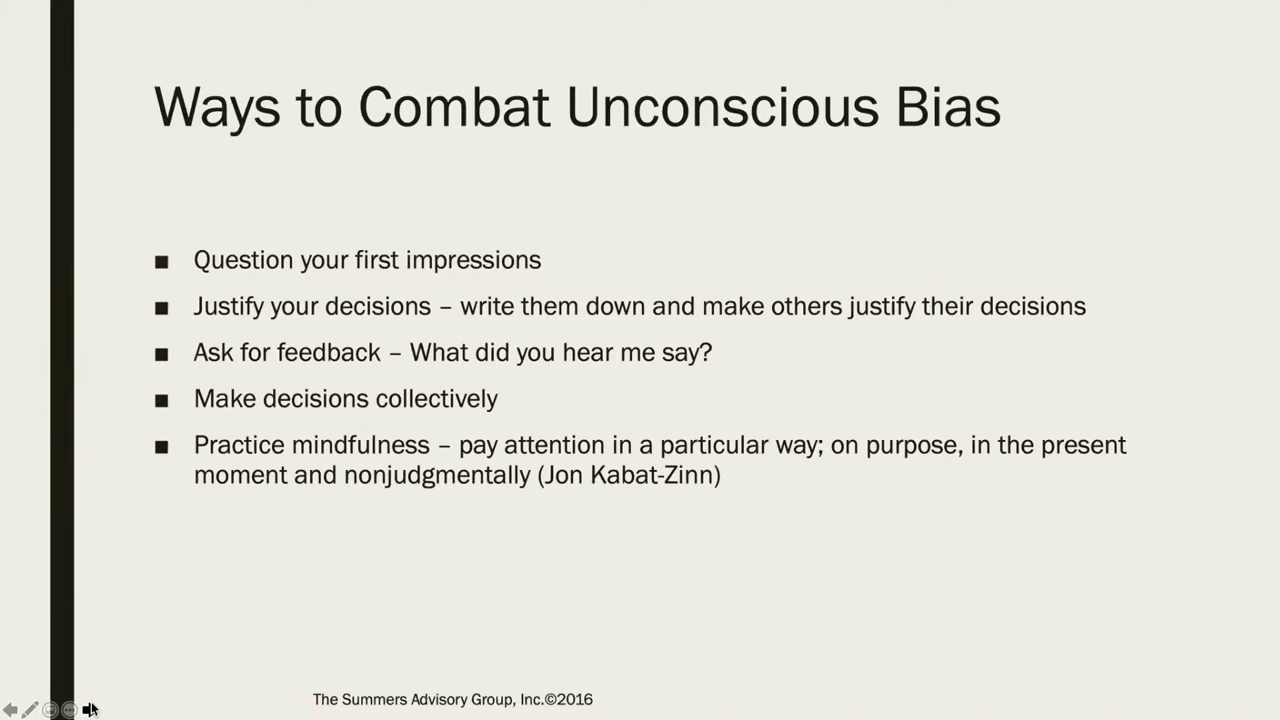 Ways to Combat Unconscious Bias
■ Question your first impressions
■ Justify your decisions – write them down and make others justify their decisions
■ Ask for feedback – What did you hear me say?
■ Make decisions collectively
■ Practice mindfulness – pay attention in a particular way; on purpose, in the present
moment and nonjudgmentally (Jon Kabat-Zinn)
The Summers Advisory Group, Inc.©2016